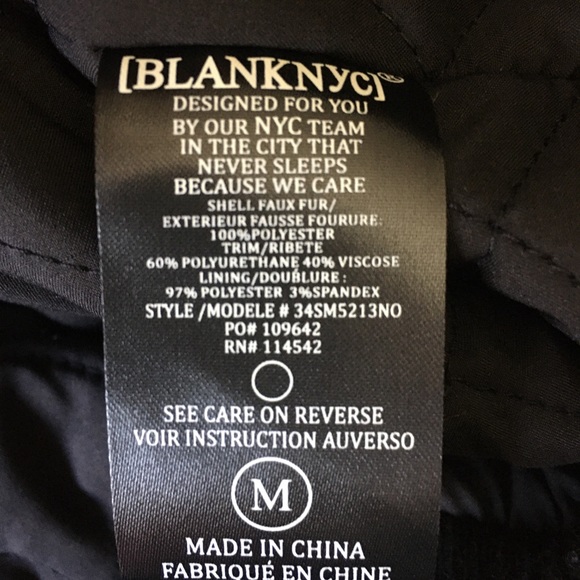 [BLANKNYC]®
DESIGNED FOR YOU
BY OUR NYC TEAM
IN THE CITY THAT
NEVER SLEEPS
BECAUSE WE CARE
SHELL FAUX FUR/
EXTERIEUR FAUSSE FOURURE:
100%POLYESTER
TRIM/RIBETE
60% POLYURETHANE 40% VISCOSE
LINING/DOUBLURE :
97% POLYESTER 3%SPANDEX
STYLE /MODELE # 34SM5213NO
PO# 109642
RN# 114542
SEE CARE ON REVERSE
VOIR INSTRUCTION AUVERSO
M
MADE IN CHINA
FABRIQUÉ EN CHINE